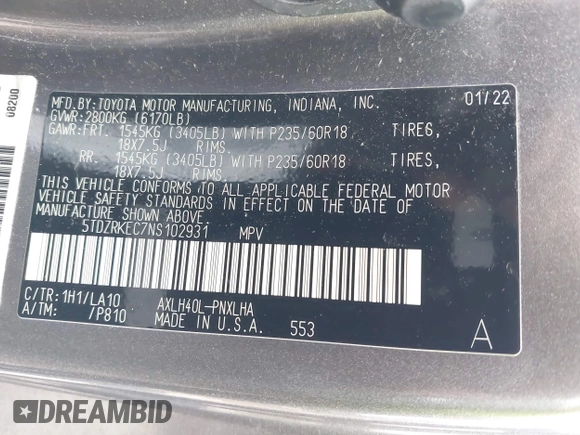 08200
MFD.BY:TOYOTA MOTOR MANUFACTURING, INDIANA, INC. 01/22
GVWR:2800KG (6170LB)
GAWR:FRT. 1545KG (3405LB) WITH P235/60R18 TIRES,
18X7.5J RIMS.
RR. 1545KG (3405LB) WITH P235/60R18 TIRES,
18X7.5J RIMS.
THIS VEHICLE CONFORMS TO ALL APPLICABLE FEDERAL MOTOR
VEHICLE SAFETY STANDARDS IN EFFECT ON THE DATE OF
MANUFACTURE SHOWN ABOVE.
5TDZRKEC7NS102931 MPV
C/TR:1H1/LA10 AXLH40L-PNXLHA
A/TM: /P810 MADE IN U.S.A. 553 A
DREAMBID